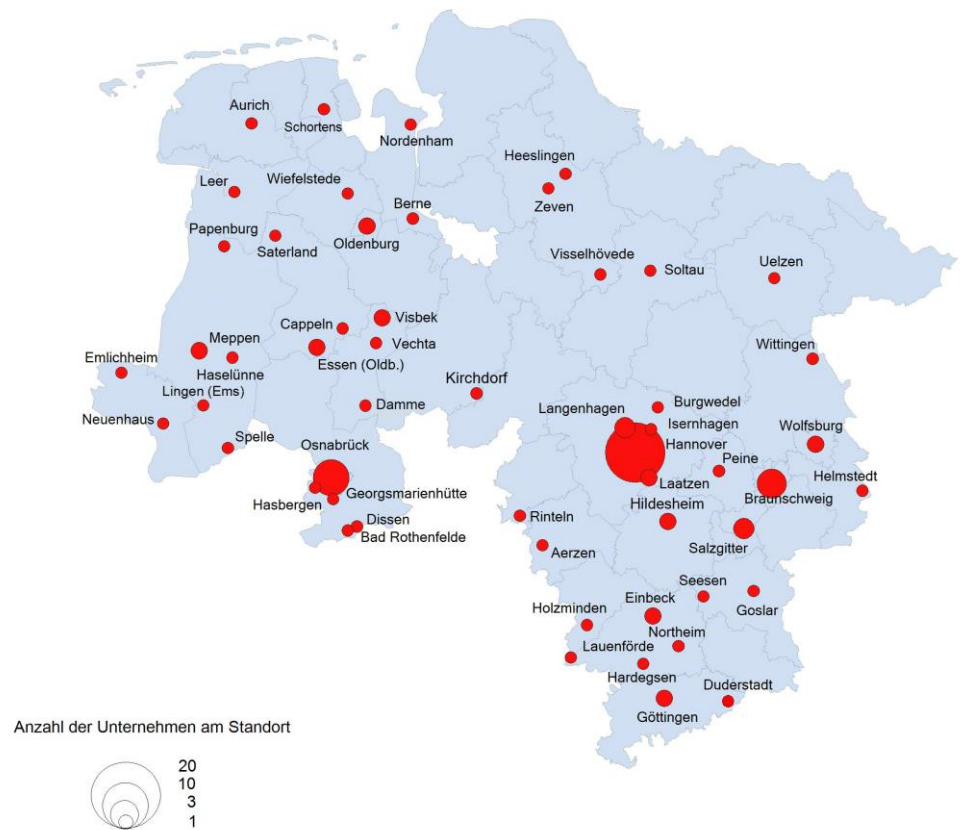 Aurich
Schortens
Nordenham
Heeslingen
Zeven
Leer
Wiefelstede
Berne
Papenburg
Saterland
Oldenburg
Visselhövede
Soltau
Uelzen
Cappeln
Visbek
Vechta
Meppen
Essen (Oldb.)
Emlichheim
Haselünne
Wittingen
Lingen (Ems)
Kirchdorf
Neuenhaus
Damme
Langenhagen
Burgwedel
Isernhagen
Hannover
Wolfsburg
Spelle
Osnabrück
Peine
Helmstedt
Laatzen
Georgsmarienhütte
Braunschweig
Hasbergen
Hildesheim
Dissen
Rinteln
Bad Rothenfelde
Salzgitter
Aerzen
Seesen
Einbeck
Goslar
Holzminden
Northeim
Lauenförde
Hardegsen
Duderstadt
Göttingen
Anzahl der Unternehmen am Standort
20
10
3
1